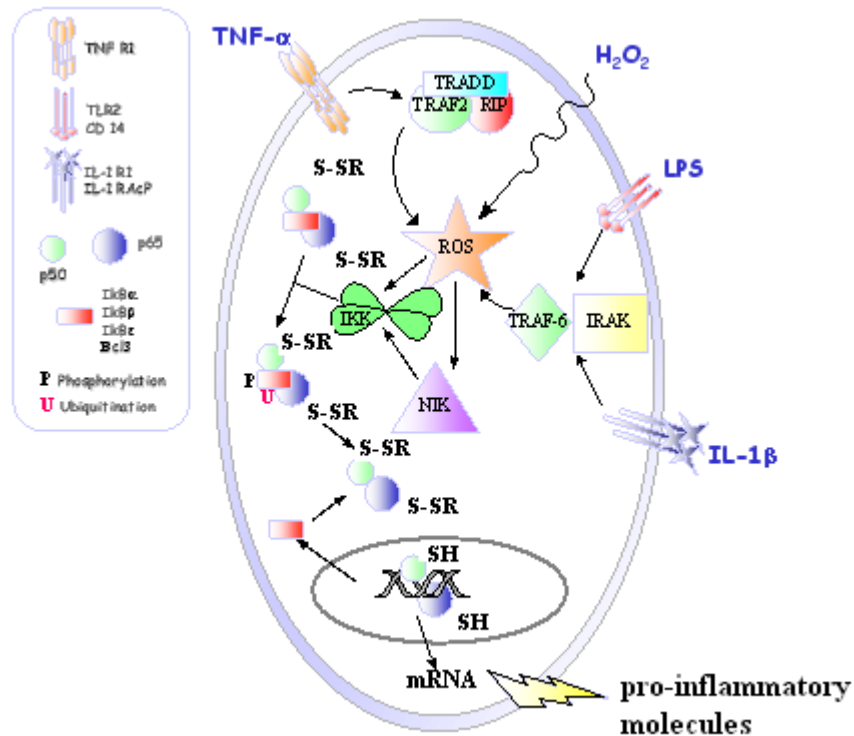 TNF R1
TLR2
CD 14
IL-1 R1
IL-1 RAcP
p50
p65
IkBα
IkBβ
IkBε
Bcl3
P Phosphorylation
U Ubiquitination
TNF-α
H₂O₂
TRADD
TRAF2
RIP
S-SR
LPS
ROS
S-SR
TRAF-6
IRAK
IKK
S-SR
P
U
NIK
S-SR
S-SR
IL-1β
S-SR
SH
SH
mRNA
pro-inflammatory
molecules